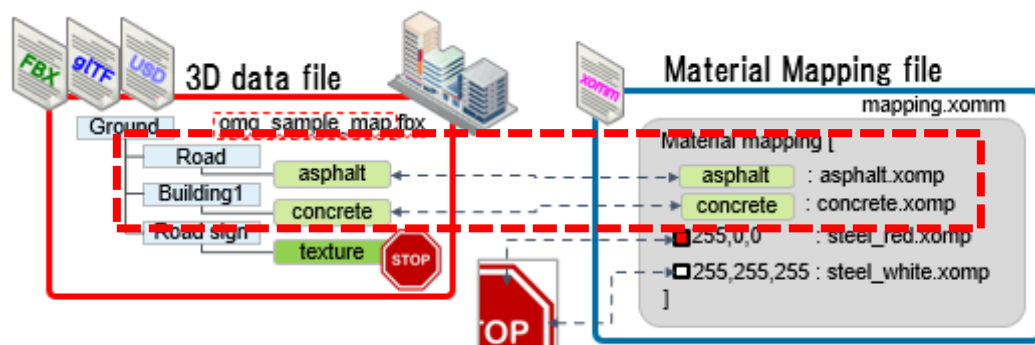 FBX
glTF
USD
3D data file
Ground
omg_sample_map.fbx
Road
asphalt
Building1
concrete
Road sign
texture
STOP
OP
xomm
Material Mapping file
mapping.xomm
Material mapping [
asphalt : asphalt.xomp
concrete : concrete.xomp
255,0,0 : steel_red.xomp
255,255,255 : steel_white.xomp
]